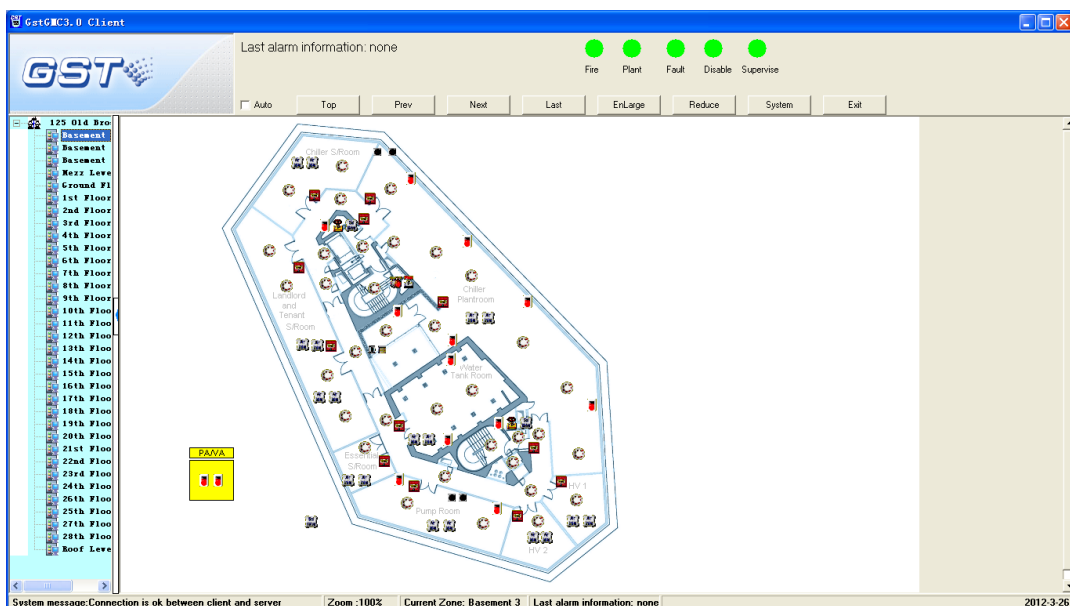 GstGMC3.0 Client
GST
Last alarm information: none
Fire Plant Fault Disable Supervise
Auto Top Prev Next Last EnLarge Reduce System Exit
125 Old Bro
Basement
Basement
Basement
Mezz Leve
Ground Fl
1st Floor
2nd Floor
3rd Floor
4th Floor
5th Floor
6th Floor
7th Floor
8th Floor
9th Floor
10th Floo
11th Floo
12th Floo
13th Floo
14th Floo
15th Floo
16th Floo
17th Floo
18th Floo
19th Floo
20th Floo
21st Floo
22nd Floo
23rd Floo
24th Floo
26th Floo
25th Floo
27th Floo
28th Floo
Roof Leve
Chiller S/Room
Landlord
and
Tenant
S/Room
Chiller
Plantroom
Water
Tank Room
PA/VA
Essential
S/Room
HV 1
Pump Room
HV 2
System message:Connection is ok between client and server Zoom :100% Current Zone: Basement 3 Last alarm information: none 2012-3-26